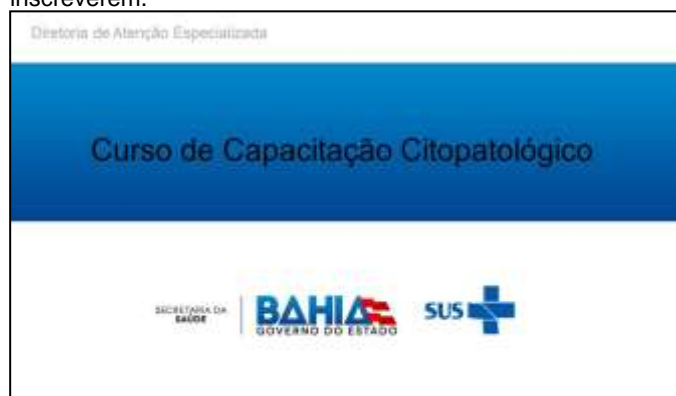 inscreverem.
Diretoria de Atenção Especializada
Curso de Capacitação Citopatológico
SECRETARIA DA
SAÚDE
BAHIA
GOVERNO DO ESTADO
SUS